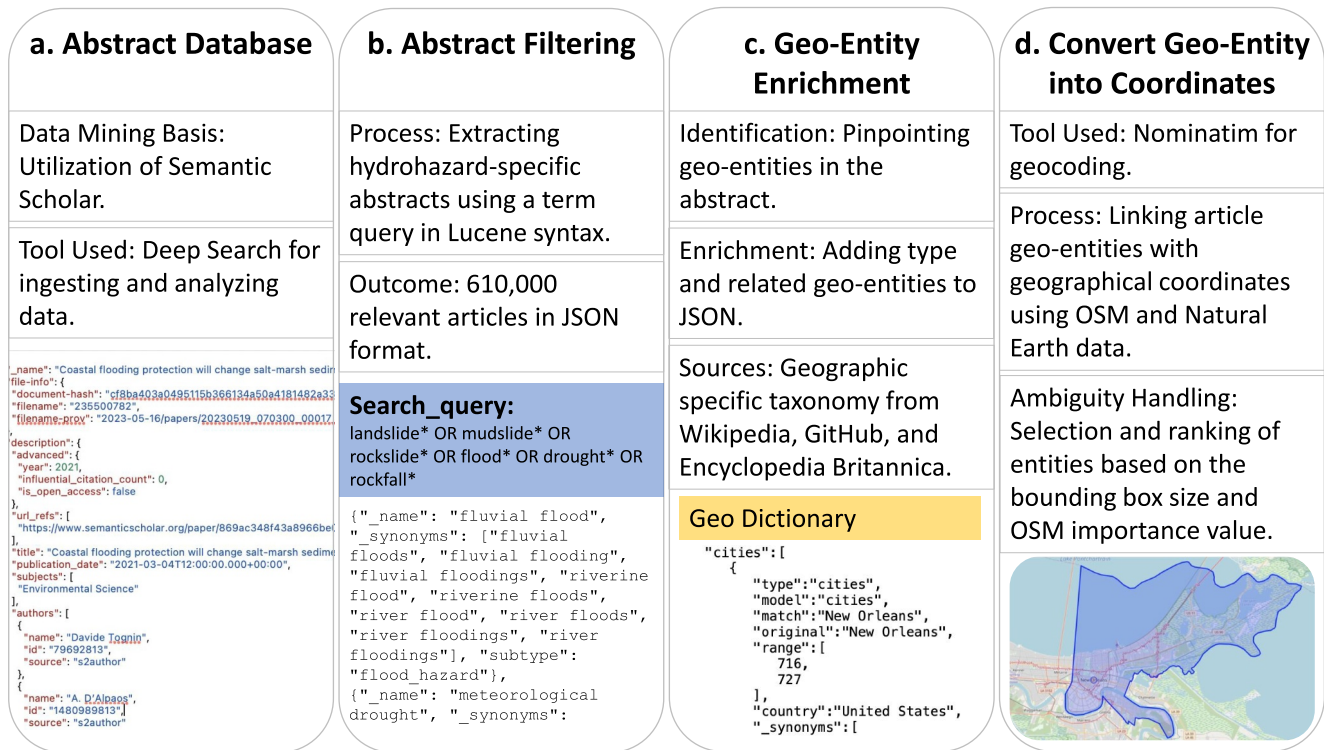 a. Abstract Database
Data Mining Basis:
Utilization of Semantic
Scholar.
Tool Used: Deep Search for
ingesting and analyzing
data.
_name": "Coastal flooding protection will change salt-marsh sedim
file-info": {
"document-hash": "cf8ba403a0495115b366134a50a4181482a33
"filename": "235500782",
"filename-prov": "2023-05-16/papers/20230519_070300_00017.
,
description": {
"advanced": {
"year": 2021,
"influential_citation_count": 0,
"is_open_access": false
},
"url_refs": [
"https://www.semanticscholar.org/paper/869ac348f43a8966be
],
"title": "Coastal flooding protection will change salt-marsh sedime
"publication_date": "2021-03-04T12:00:00.000+00:00",
"subjects": [
"Environmental Science"
],
"authors": [
{
"name": "Davide Tognin",
"id": "79692813",
"source": "s2author"
},
{
"name": "A. D'Alpaos",
"id": "1480989813",
"source": "s2author"
b. Abstract Filtering
Process: Extracting
hydrohazard-specific
abstracts using a term
query in Lucene syntax.
Outcome: 610,000
relevant articles in JSON
format.
Search_query:
landslide* OR mudslide* OR
rockslide* OR flood* OR drought* OR
rockfall*
{"_name": "fluvial flood",
"_synonyms": ["fluvial
floods", "fluvial flooding",
"fluvial floodings", "riverine
flood", "riverine floods",
"river flood", "river floods",
"river floodings", "river
floodings"], "subtype":
"flood_hazard"},
{"_name": "meteorological
drought", "_synonyms":
c. Geo-Entity
Enrichment
Identification: Pinpointing
geo-entities in the
abstract.
Enrichment: Adding type
and related geo-entities to
JSON.
Sources: Geographic
specific taxonomy from
Wikipedia, GitHub, and
Encyclopedia Britannica.
Geo Dictionary
"cities":[
{
"type":"cities",
"model":"cities",
"match":"New Orleans",
"original":"New Orleans",
"range":[
716,
727
],
"country":"United States",
"_synonyms":[
d. Convert Geo-Entity
into Coordinates
Tool Used: Nominatim for
geocoding.
Process: Linking article
geo-entities with
geographical coordinates
using OSM and Natural
Earth data.
Ambiguity Handling:
Selection and ranking of
entities based on the
bounding box size and
OSM importance value.